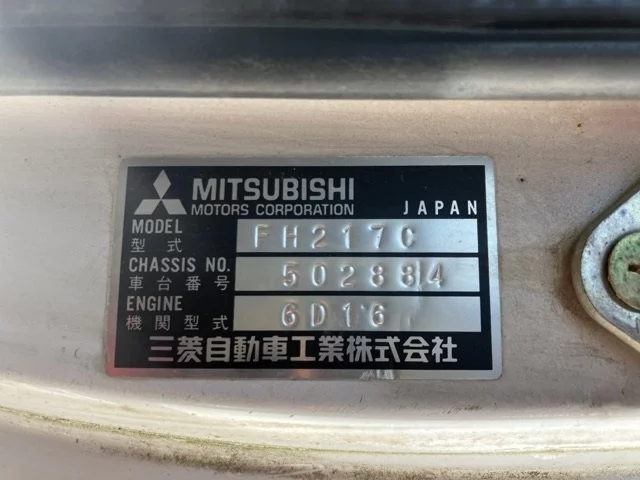 MITSUBISHI
MOTORS CORPORATION JAPAN
MODEL
型式 FH217C
CHASSIS NO.
車台番号 502884
ENGINE
機関型式 6D16
三菱自動車工業株式会社